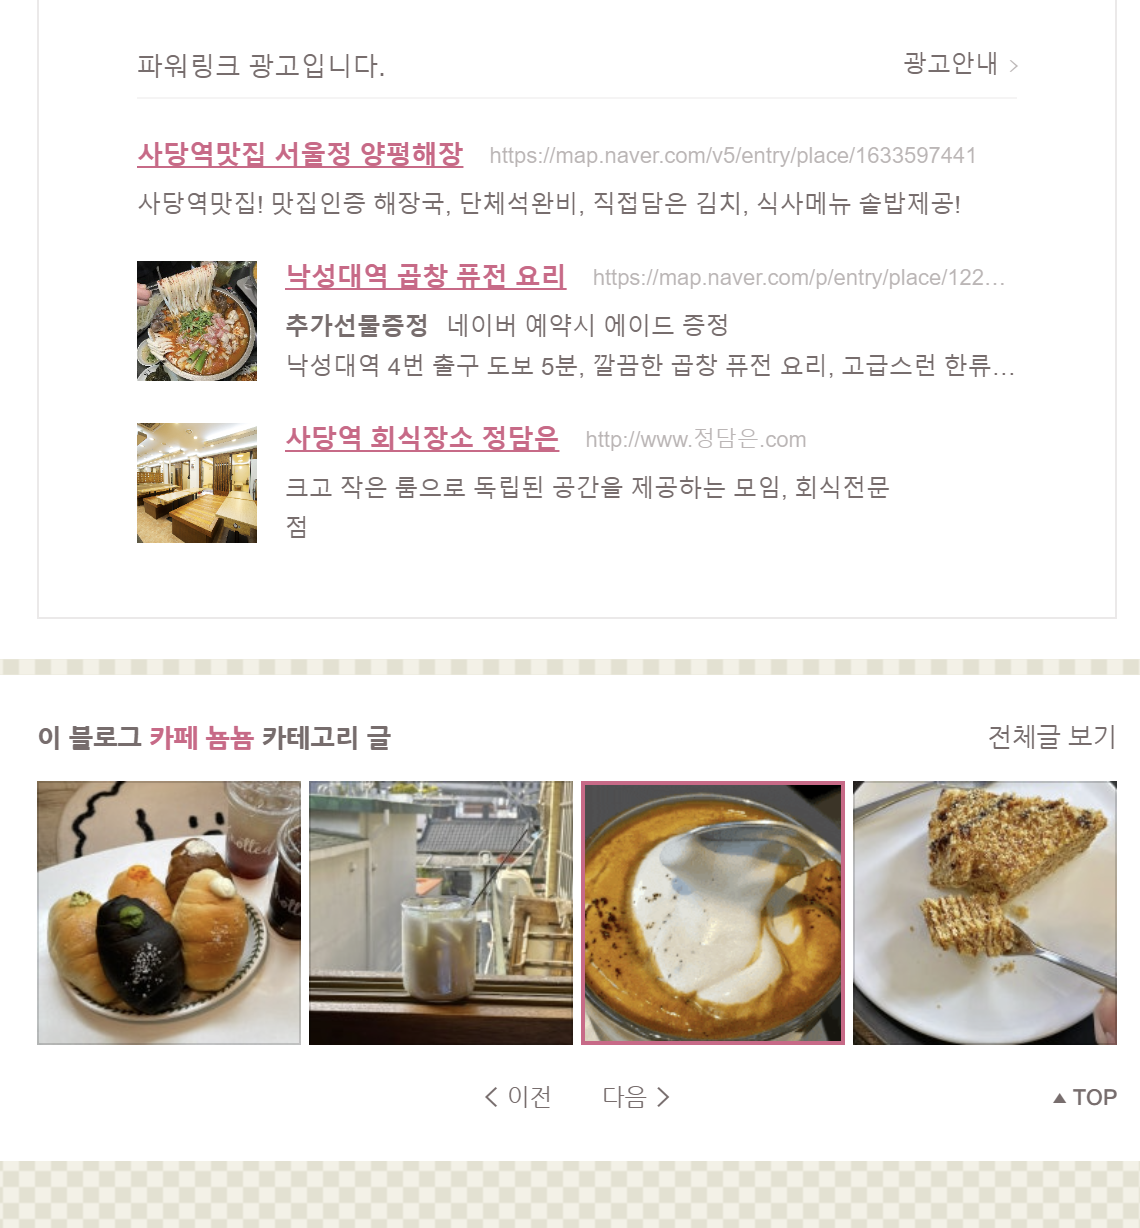 파워링크 광고입니다.
광고안내
사당역맛집 서울정 양평해장 https://map.naver.com/v5/entry/place/1633597441
사당역맛집! 맛집인증 해장국, 단체석완비, 직접담은 김치, 식사메뉴 솥밥제공!
낙성대역 곱창 퓨전 요리 https://map.naver.com/p/entry/place/122...
추가선물증정 네이버 예약시 에이드 증정
낙성대역 4번 출구 도보 5분, 깔끔한 곱창 퓨전 요리, 고급스런 한류...
사당역 회식장소 정담은 http://www.정담은.com
크고 작은 룸으로 독립된 공간을 제공하는 모임, 회식전문
점
이 블로그 카페 뇸뇸 카테고리 글
전체글 보기
이전 다음
TOP